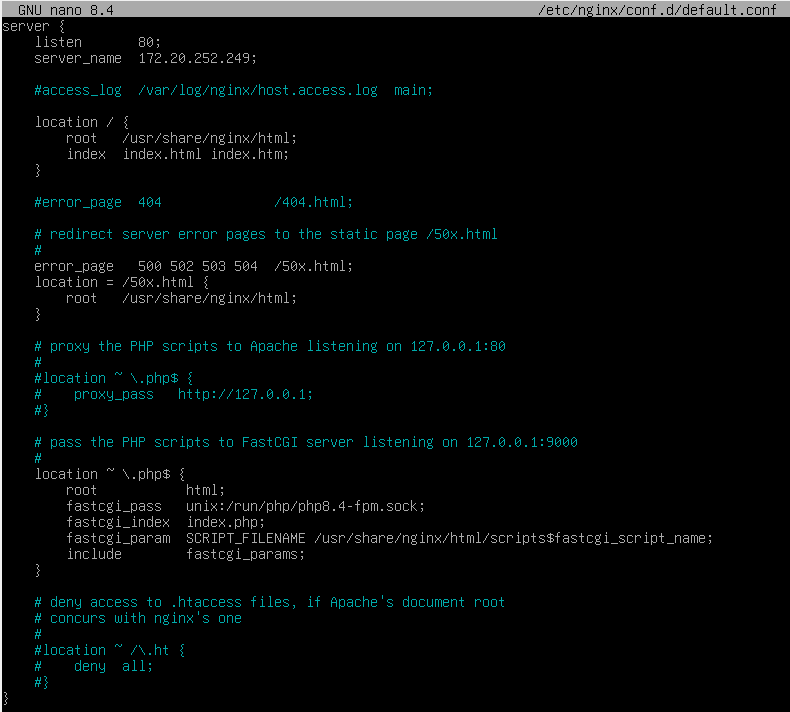 GNU nano 8.4 /etc/nginx/conf.d/default.conf
server {
    listen       80;
    server_name  172.20.252.249;
    #access_log  /var/log/nginx/host.access.log  main;
    location / {
        root   /usr/share/nginx/html;
        index  index.html index.htm;
    }
    #error_page  404              /404.html;
    # redirect server error pages to the static page /50x.html
    #
    error_page   500 502 503 504  /50x.html;
    location = /50x.html {
        root   /usr/share/nginx/html;
    }
    # proxy the PHP scripts to Apache listening on 127.0.0.1:80
    #
    #location ~ \.php$ {
    #    proxy_pass   http://127.0.0.1;
    #}
    # pass the PHP scripts to FastCGI server listening on 127.0.0.1:9000
    #
    location ~ \.php$ {
        root           html;
        fastcgi_pass   unix:/run/php/php8.4-fpm.sock;
        fastcgi_index  index.php;
        fastcgi_param  SCRIPT_FILENAME /usr/share/nginx/html/scripts$fastcgi_script_name;
        include        fastcgi_params;
    }
    # deny access to .htaccess files, if Apache's document root
    # concurs with nginx's one
    #
    #location ~ /\.ht {
    #    deny  all;
    #}
}